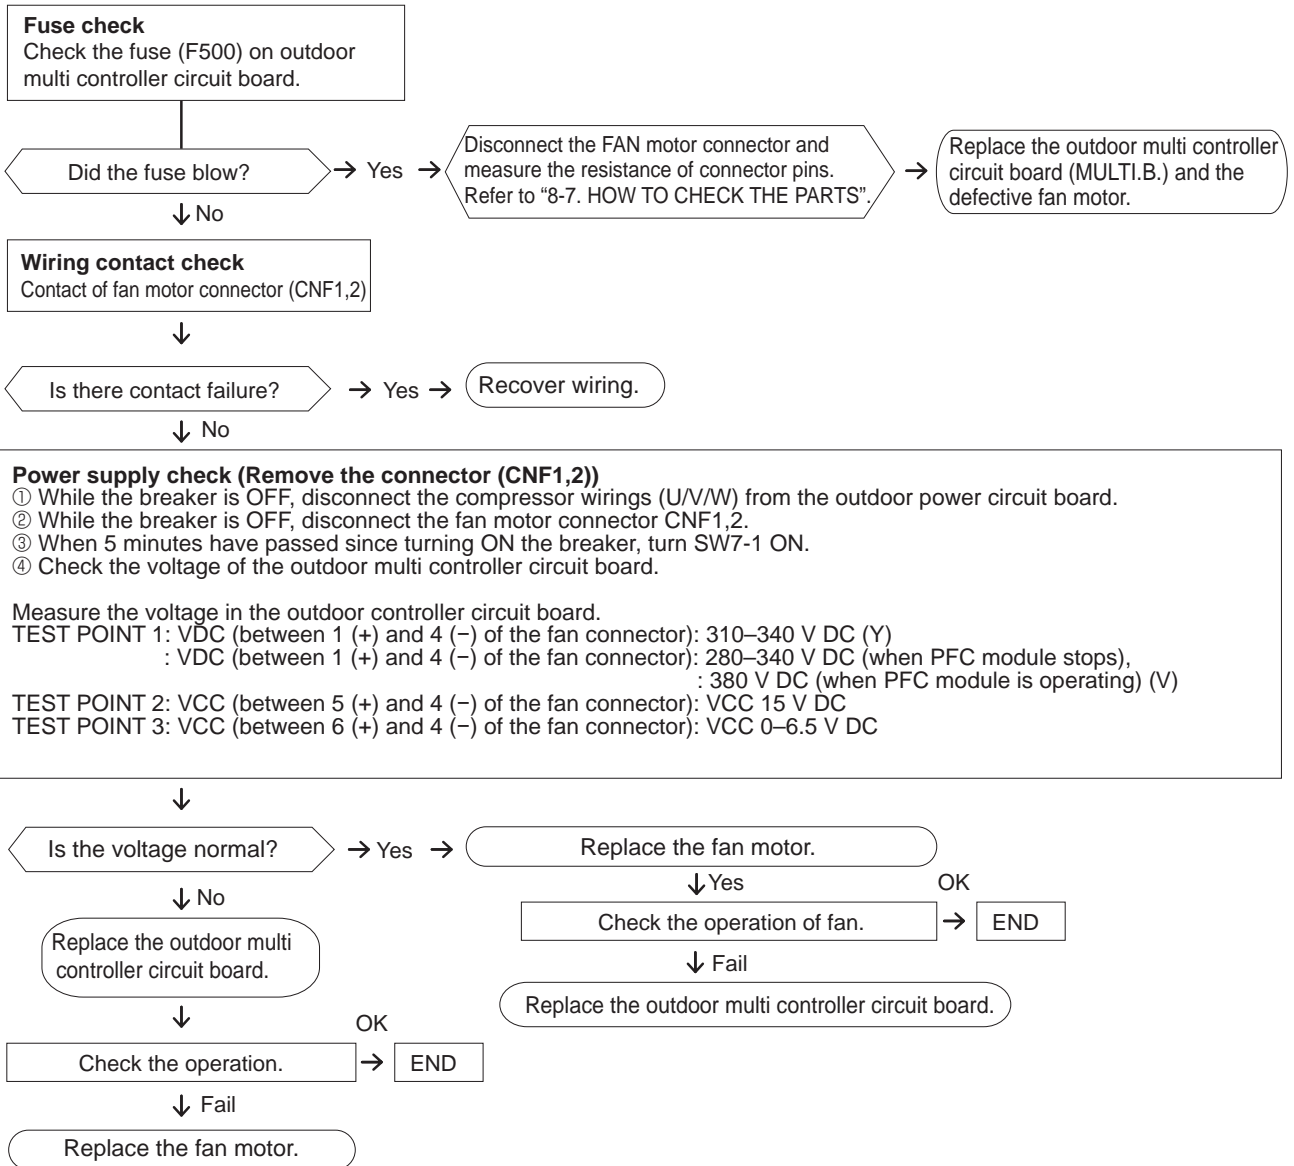 Fuse check
Check the fuse (F500) on outdoor
multi controller circuit board.
Did the fuse blow?
Yes
Disconnect the FAN motor connector and
measure the resistance of connector pins.
Refer to “8-7. HOW TO CHECK THE PARTS”.
Replace the outdoor multi controller
circuit board (MULTI.B.) and the
defective fan motor.
No
Wiring contact check
Contact of fan motor connector (CNF1,2)
Is there contact failure?
Yes
Recover wiring.
No
Power supply check (Remove the connector (CNF1,2))
① While the breaker is OFF, disconnect the compressor wirings (U/V/W) from the outdoor power circuit board.
② While the breaker is OFF, disconnect the fan motor connector CNF1,2.
③ When 5 minutes have passed since turning ON the breaker, turn SW7-1 ON.
④ Check the voltage of the outdoor multi controller circuit board.
Measure the voltage in the outdoor controller circuit board.
TEST POINT 1: VDC (between 1 (+) and 4 (−) of the fan connector): 310–340 V DC (Y)
: VDC (between 1 (+) and 4 (−) of the fan connector): 280–340 V DC (when PFC module stops),
: 380 V DC (when PFC module is operating) (V)
TEST POINT 2: VCC (between 5 (+) and 4 (−) of the fan connector): VCC 15 V DC
TEST POINT 3: VCC (between 6 (+) and 4 (−) of the fan connector): VCC 0–6.5 V DC
Is the voltage normal?
Yes
Replace the fan motor.
Yes
OK
Check the operation of fan.
END
Fail
Replace the outdoor multi controller circuit board.
No
Replace the outdoor multi
controller circuit board.
OK
Check the operation.
END
Fail
Replace the fan motor.